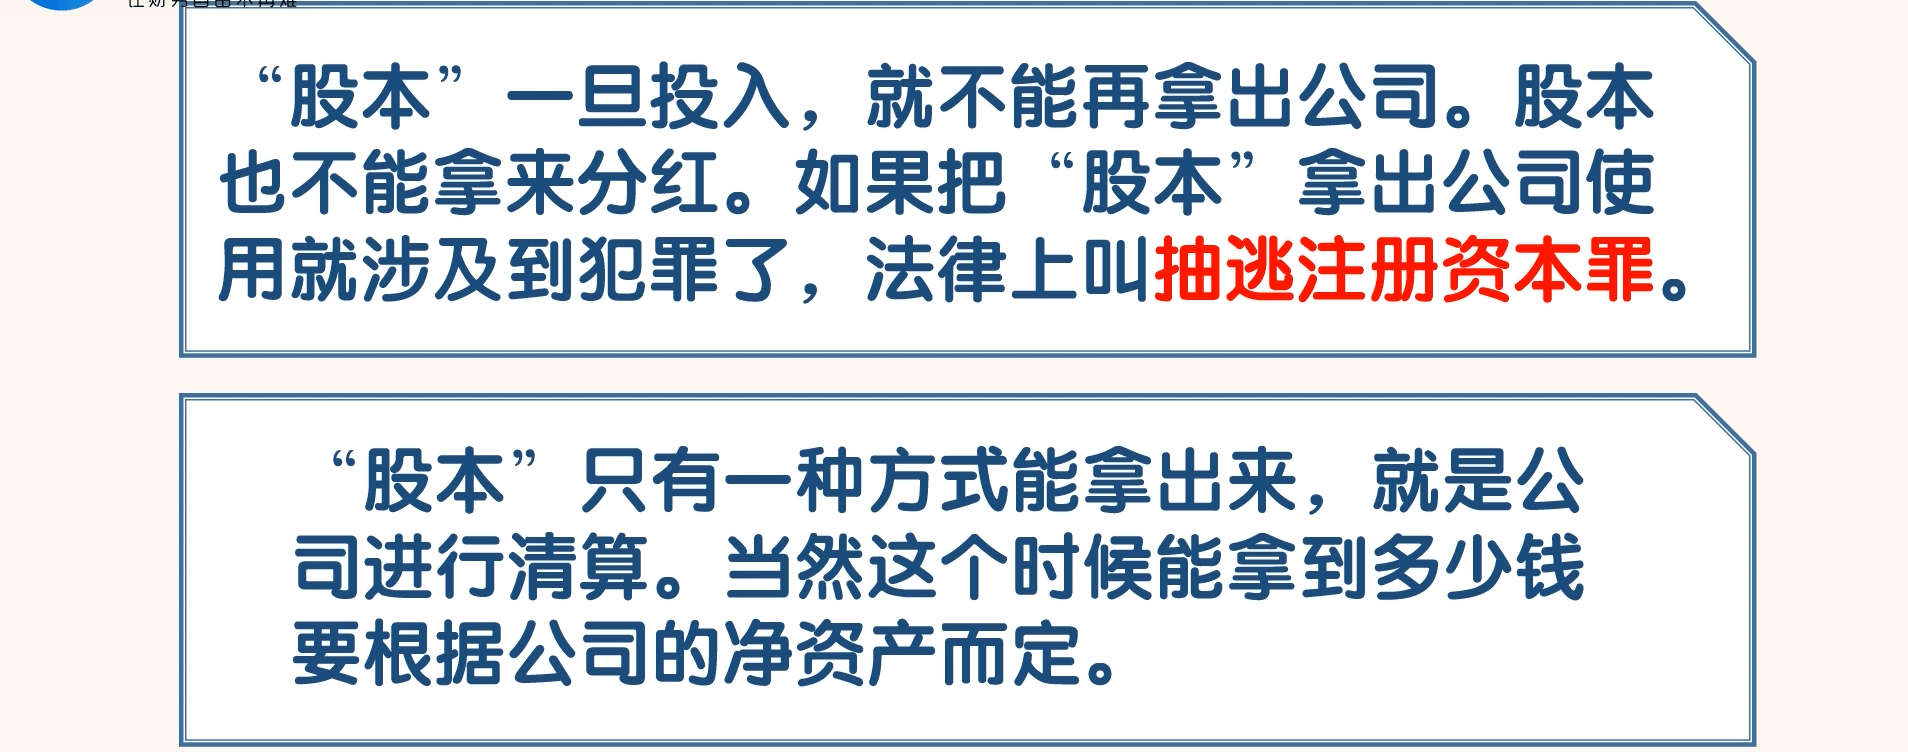 “股本”一旦投入，就不能再拿出公司。股本
也不能拿来分红。如果把“股本”拿出公司使
用就涉及到犯罪了，法律上叫抽逃注册资本罪。
“股本”只有一种方式能拿出来，就是公
司进行清算。当然这个时候能拿到多少钱
要根据公司的净资产而定。